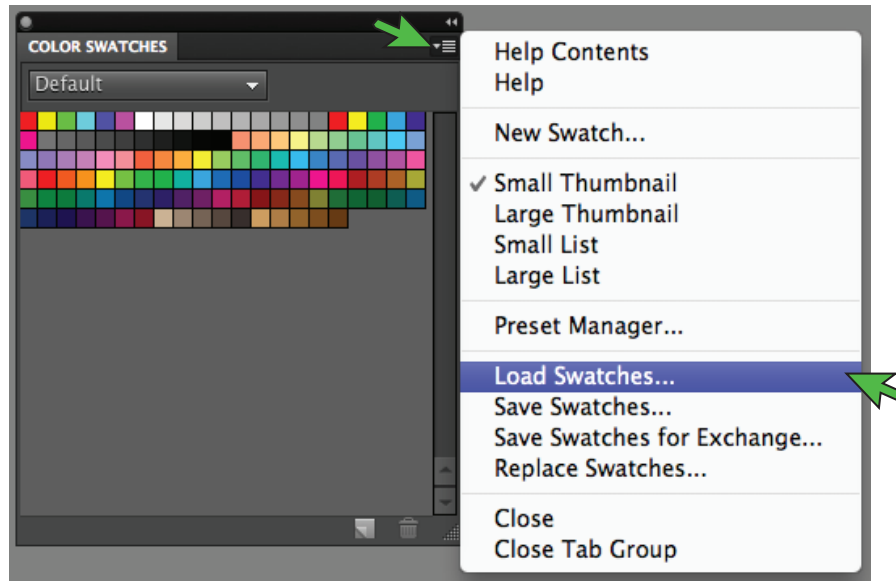 COLOR SWATCHES
Default
Help Contents
Help
New Swatch...
Small Thumbnail
Large Thumbnail
Small List
Large List
Preset Manager...
Load Swatches...
Save Swatches...
Save Swatches for Exchange...
Replace Swatches...
Close
Close Tab Group